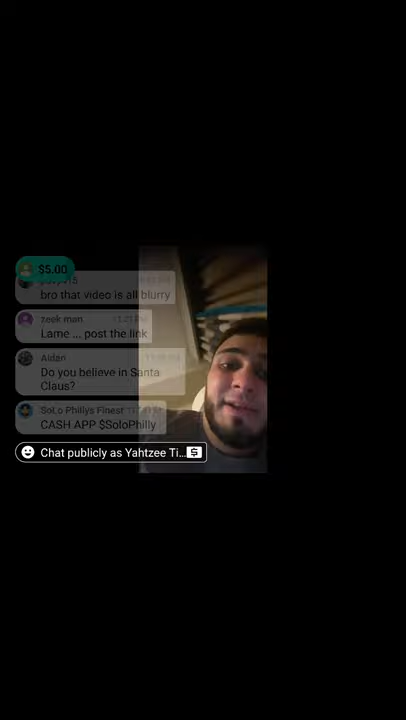 $5.00
bro that video is all blurry
zeek man
Lame ... post the link
Aidan
Do you believe in Santa
Claus?
SoLo Phillys Finest
CASH APP $SoloPhilly
Chat publicly as Yahtzee Ti...